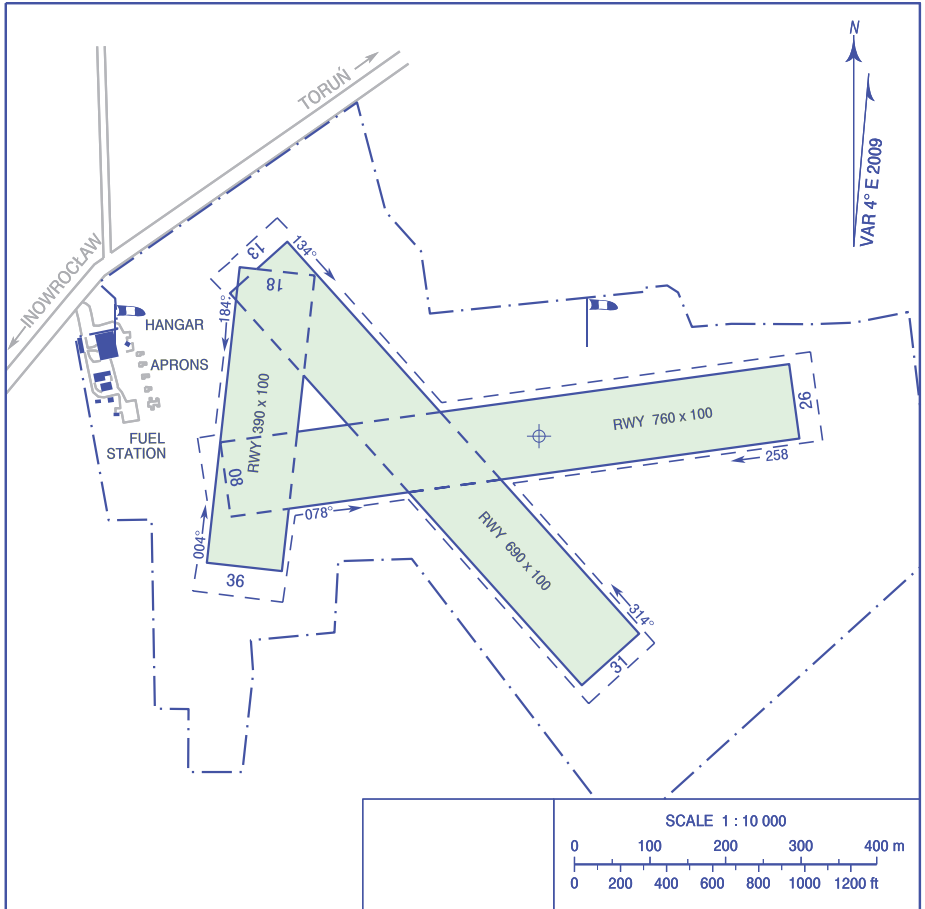 N
VAR 4° E 2009
TORUŃ
INOWROCŁAW
13
134°
18
184°
HANGAR
APRONS
FUEL
STATION
RWY 390 x 100
RWY 760 x 100
26
258
08
078°
004°
36
RWY 690 x 100
314°
31
SCALE 1 : 10 000
0 100 200 300 400 m
0 200 400 600 800 1000 1200 ft